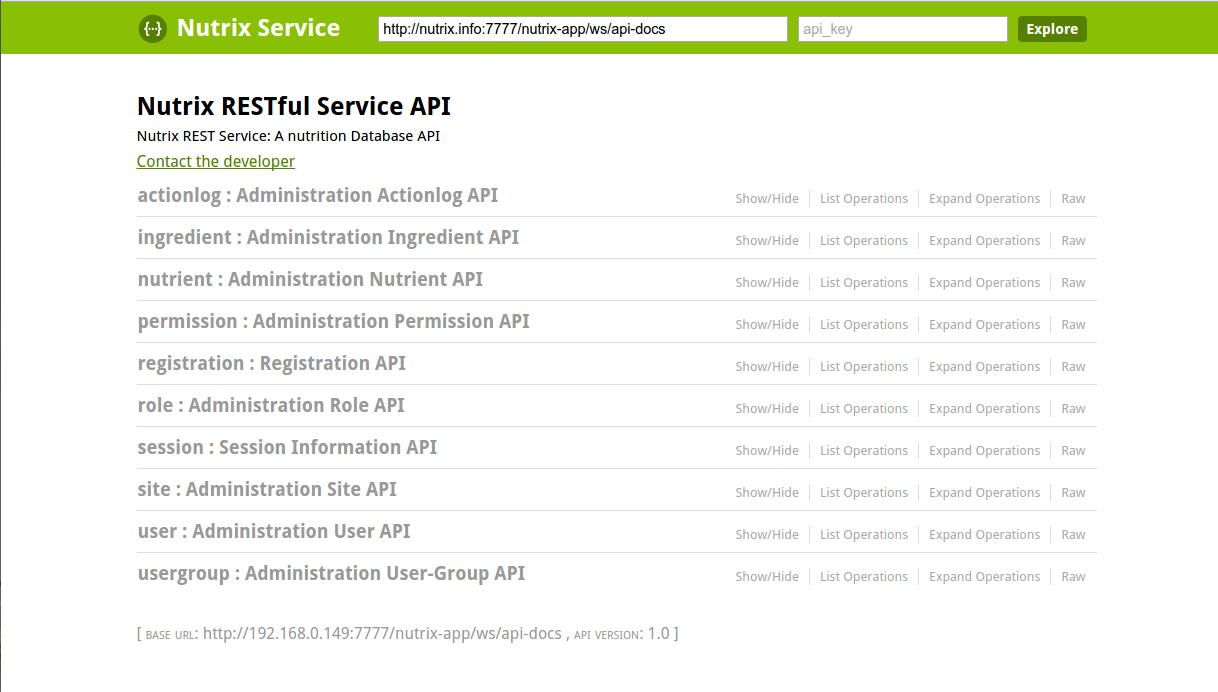 {··} Nutrix Service http://nutrix.info:7777/nutrix-app/ws/api-docs api_key Explore
Nutrix RESTful Service API
Nutrix REST Service: A nutrition Database API
Contact the developer
actionlog : Administration Actionlog API Show/Hide List Operations Expand Operations Raw
ingredient : Administration Ingredient API Show/Hide List Operations Expand Operations Raw
nutrient : Administration Nutrient API Show/Hide List Operations Expand Operations Raw
permission : Administration Permission API Show/Hide List Operations Expand Operations Raw
registration : Registration API Show/Hide List Operations Expand Operations Raw
role : Administration Role API Show/Hide List Operations Expand Operations Raw
session : Session Information API Show/Hide List Operations Expand Operations Raw
site : Administration Site API Show/Hide List Operations Expand Operations Raw
user : Administration User API Show/Hide List Operations Expand Operations Raw
usergroup : Administration User-Group API Show/Hide List Operations Expand Operations Raw
[ BASE URL: http://192.168.0.149:7777/nutrix-app/ws/api-docs , API VERSION: 1.0 ]